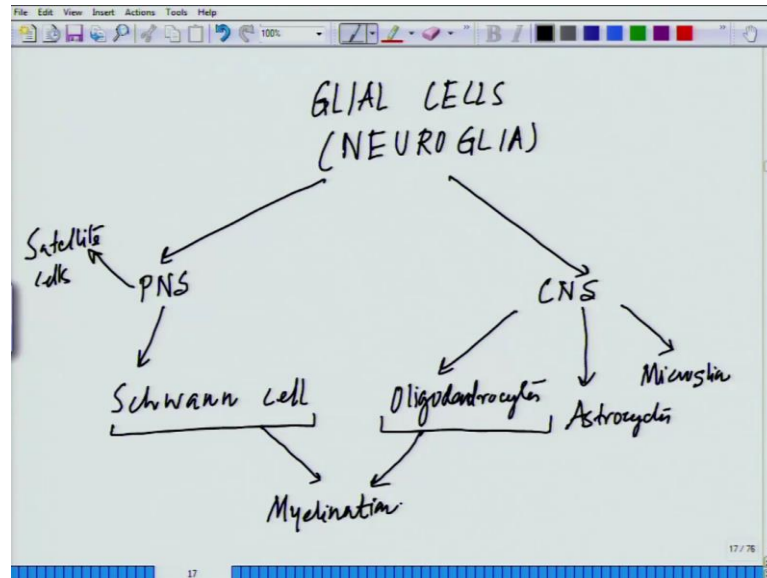 File Edit View Insert Actions Tools Help
100%
GLIAL CELLS
(NEUROGLIA)
Satellite
cells
PNS
CNS
Schwann cell
Oligodendrocytes
Astrocytes
Microglia
Myelination
17 / 76
17